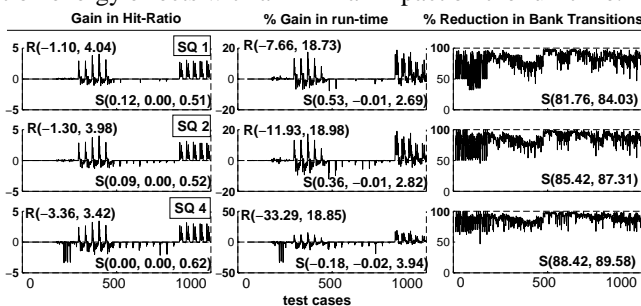 Gain in Hit-Ratio % Gain in run-time % Reduction in Bank Transitions
5 R(−1.10, 4.04) SQ 1 20 R(−7.66, 18.73) 100
0 0 50
−5 S(0.12, 0.00, 0.51) −20 S(0.53, −0.01, 2.69) 0 S(81.76, 84.03)
5 R(−1.30, 3.98) SQ 2 20 R(−11.93, 18.98) 100
0 0 50
−5 S(0.09, 0.00, 0.52) −20 S(0.36, −0.01, 2.82) 0 S(85.42, 87.31)
5 R(−3.36, 3.42) SQ 4 50 R(−33.29, 18.85) 100
0 0 50
−5 S(0.00, 0.00, 0.62) −50 S(−0.18, −0.02, 3.94) 0 S(88.42, 89.58)
0 500 1000 0 500 1000 0 500 1000
test cases